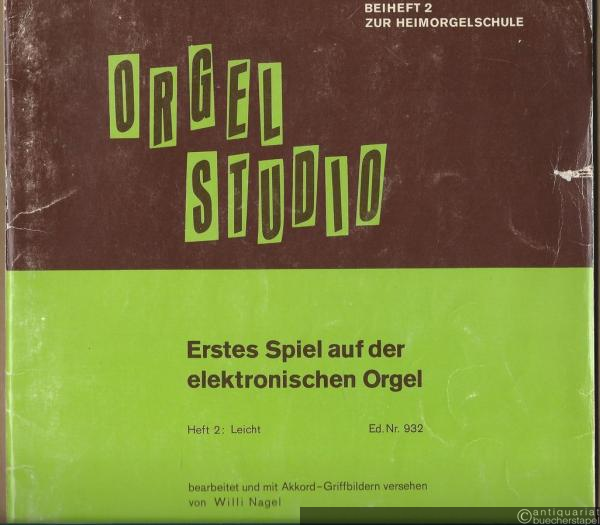 BEIHEFT 2
ZUR HEIMORGELSCHULE
ORGEL
STUDIO
Erstes Spiel auf der
elektronischen Orgel
Heft 2: Leicht Ed. Nr. 932
bearbeitet und mit Akkord-Griffbildern versehen
von Willi Nagel
©antiquariat
buecherstapel